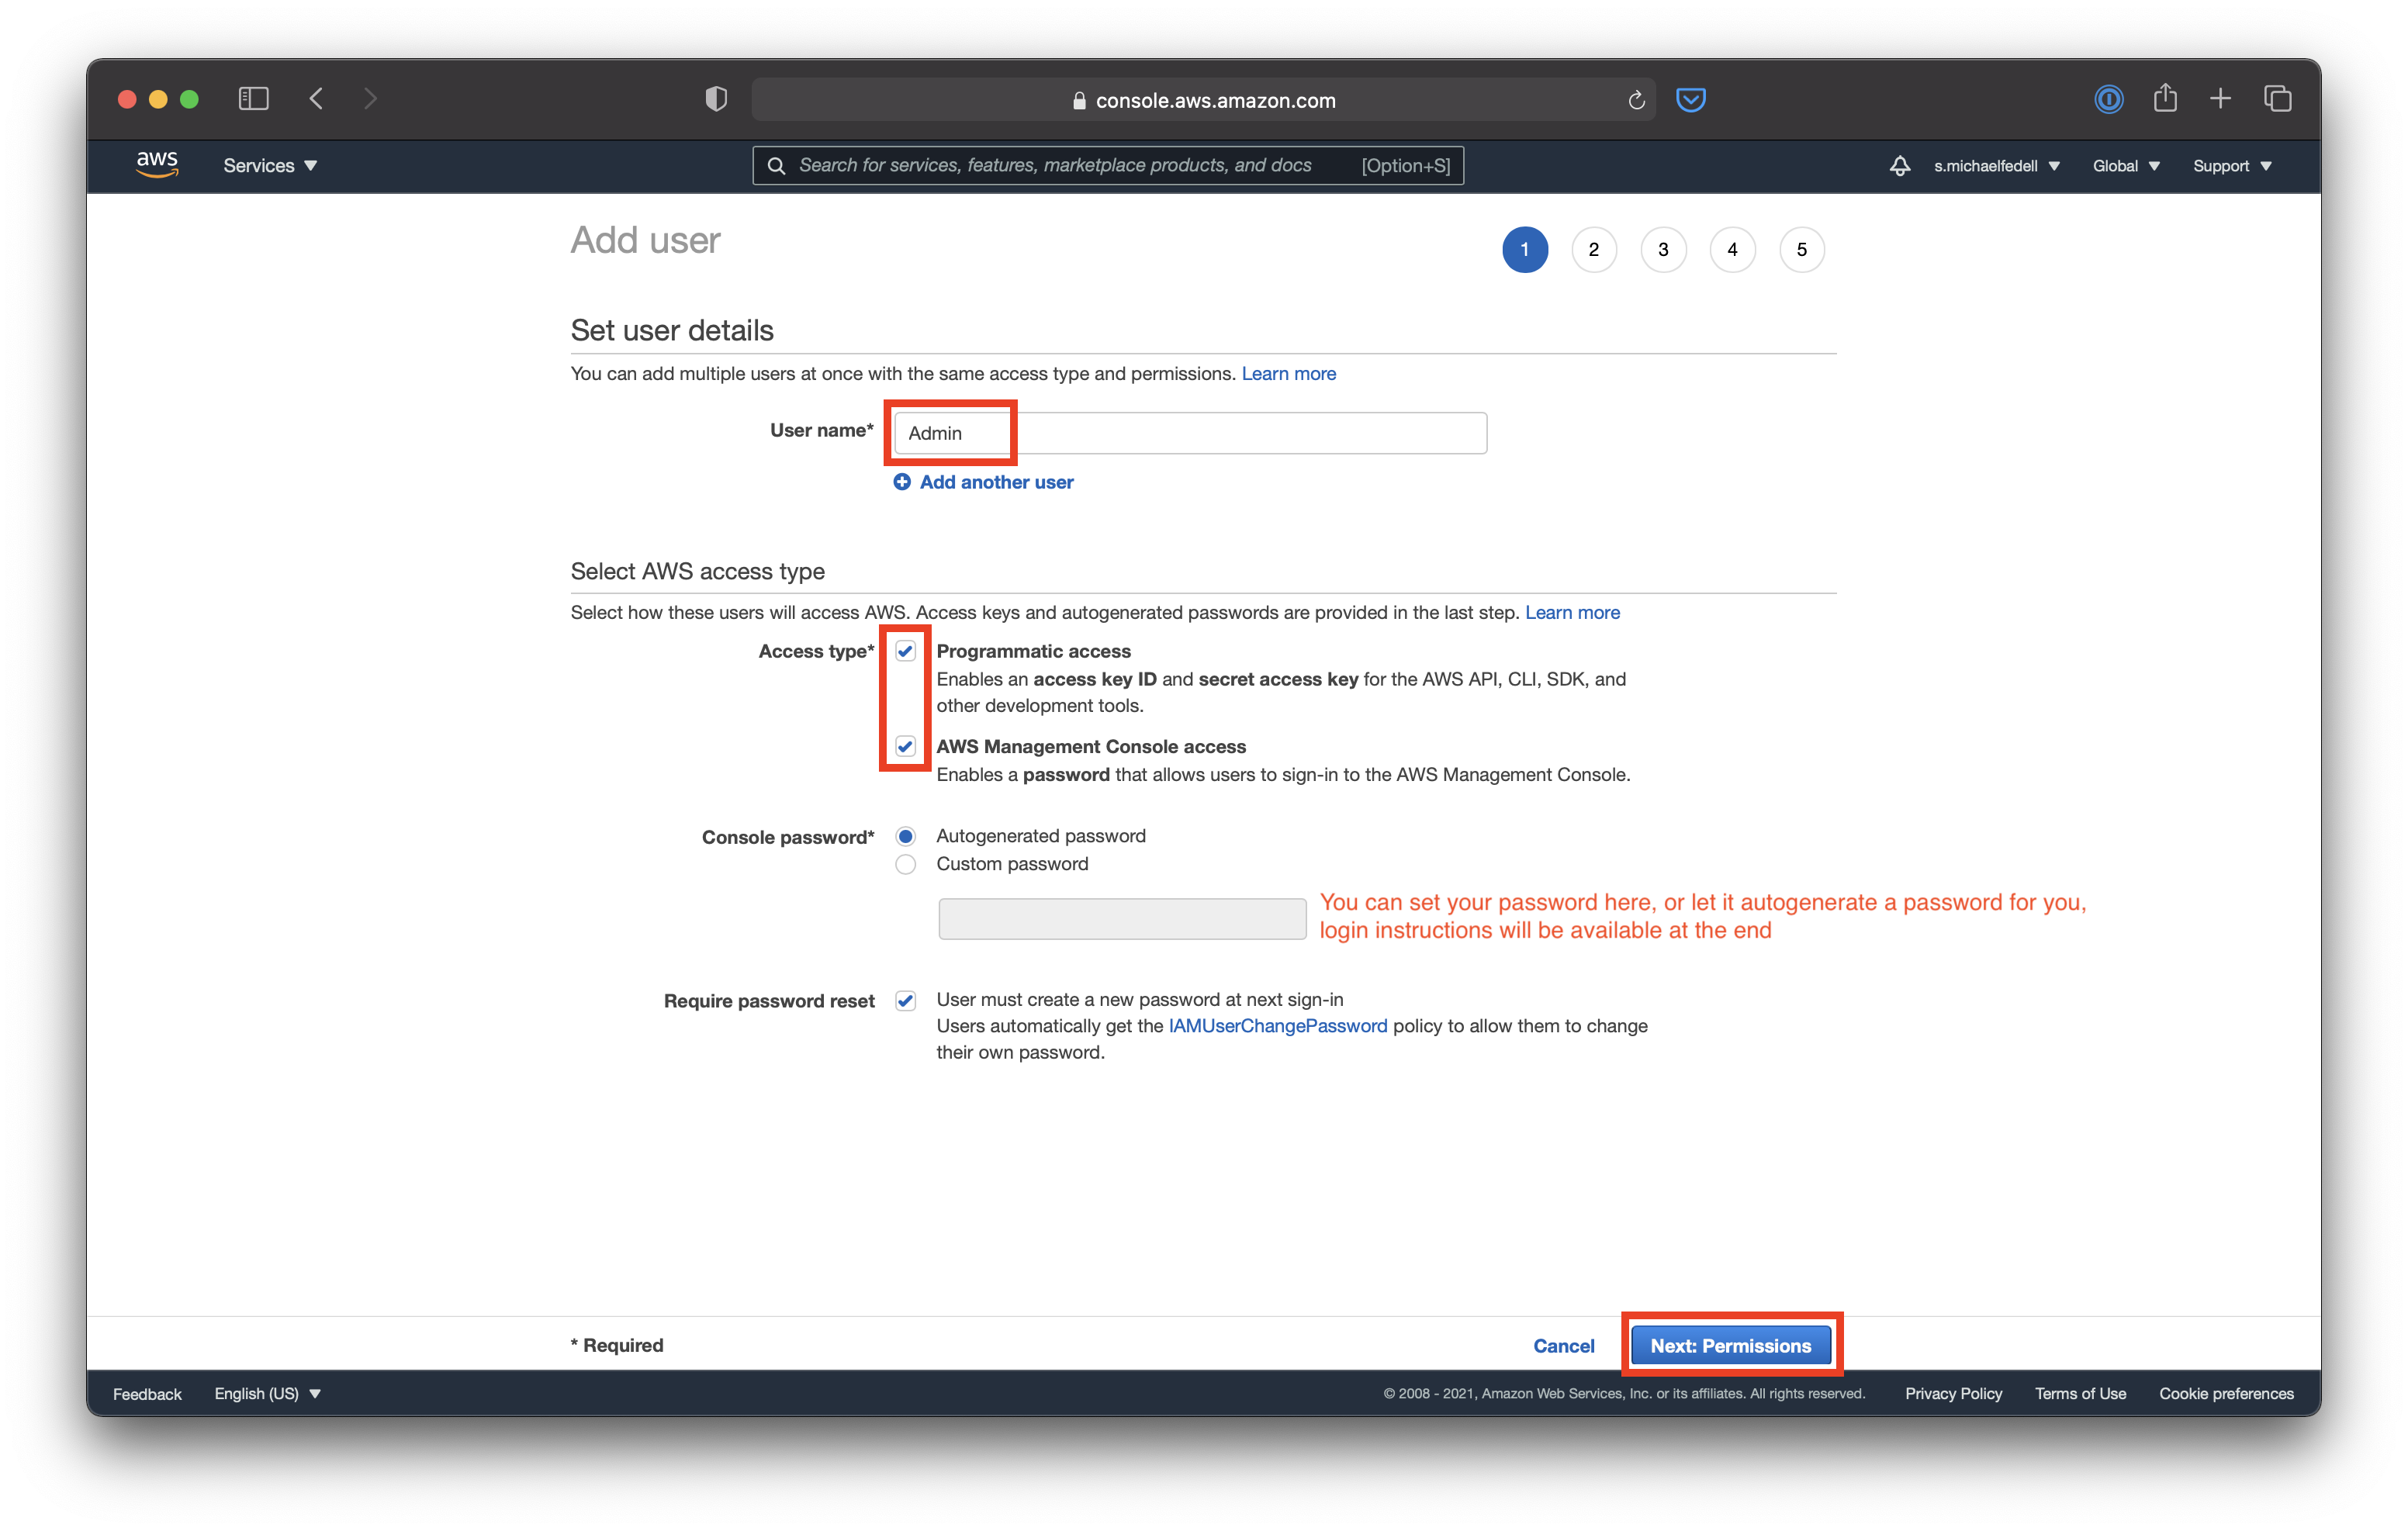 console.aws.amazon.com
aws
Services
Search for services, features, marketplace products, and docs
[Option+S]
s.michaelfedell
Global
Support
Add user
1
2
3
4
5
Set user details
You can add multiple users at once with the same access type and permissions. Learn more
User name*
Admin
Add another user
Select AWS access type
Select how these users will access AWS. Access keys and autogenerated passwords are provided in the last step. Learn more
Access type*
Programmatic access
Enables an access key ID and secret access key for the AWS API, CLI, SDK, and
other development tools.
AWS Management Console access
Enables a password that allows users to sign-in to the AWS Management Console.
Console password*
Autogenerated password
Custom password
You can set your password here, or let it autogenerate a password for you,
login instructions will be available at the end
Require password reset
User must create a new password at next sign-in
Users automatically get the IAMUserChangePassword policy to allow them to change
their own password.
* Required
Cancel
Next: Permissions
Feedback
English (US)
© 2008 - 2021, Amazon Web Services, Inc. or its affiliates. All rights reserved.
Privacy Policy
Terms of Use
Cookie preferences